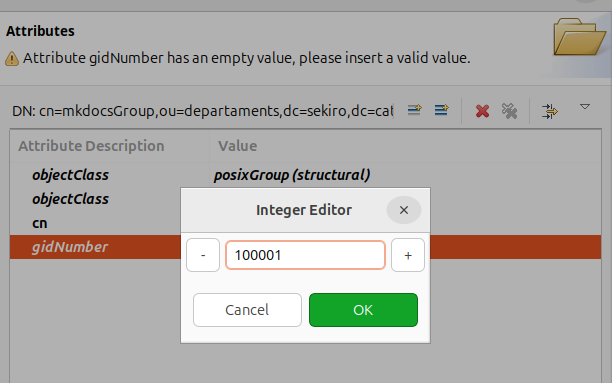 Attributes
Attribute gidNumber has an empty value, please insert a valid value.
DN: cn=mkdocsGroup,ou=departaments,dc=sekiro,dc=cat
Attribute Description Value
objectClass posixGroup (structural)
objectClass
cn
gidNumber
Integer Editor ×
- 100001 +
Cancel OK